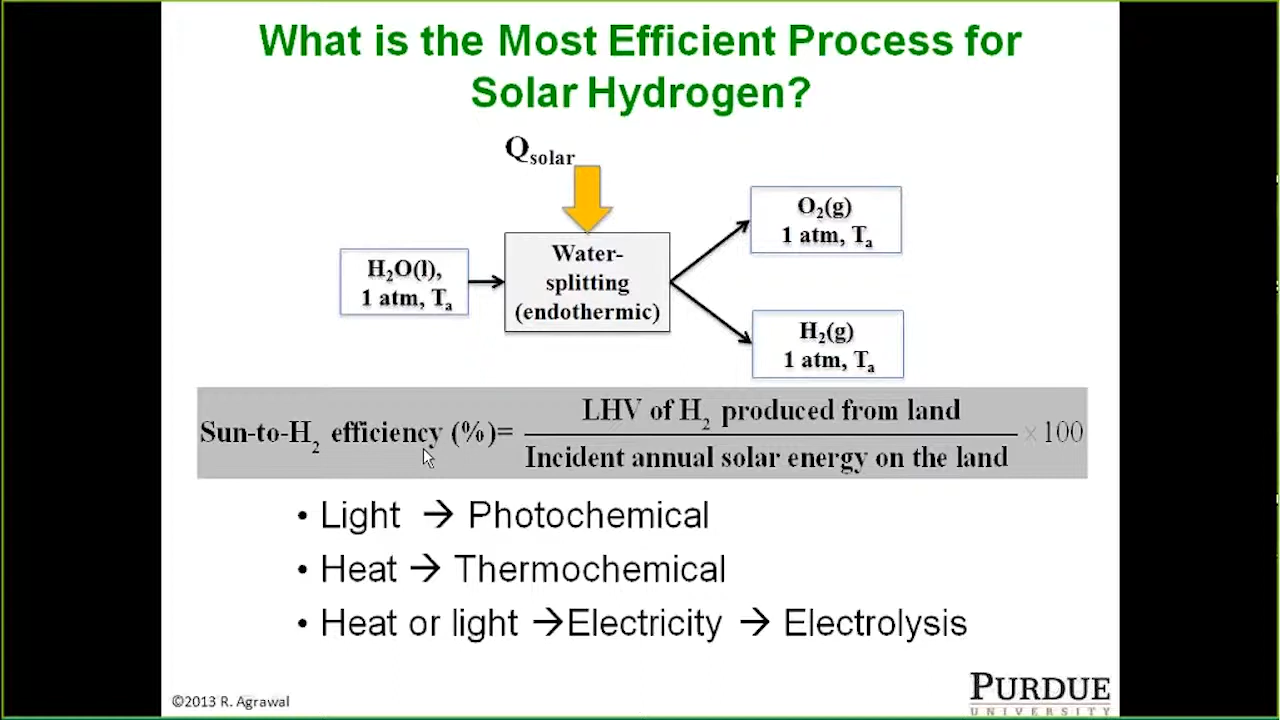 What is the Most Efficient Process for
Solar Hydrogen?
Qsolar
H₂O(l),
1 atm, Tₐ
Water-
splitting
(endothermic)
O₂(g)
1 atm, Tₐ
H₂(g)
1 atm, Tₐ
Sun-to-H₂ efficiency (%)= LHV of H₂ produced from land / Incident annual solar energy on the land ×100
• Light → Photochemical
• Heat → Thermochemical
• Heat or light →Electricity → Electrolysis
©2013 R. Agrawal
PURDUE
UNIVERSITY